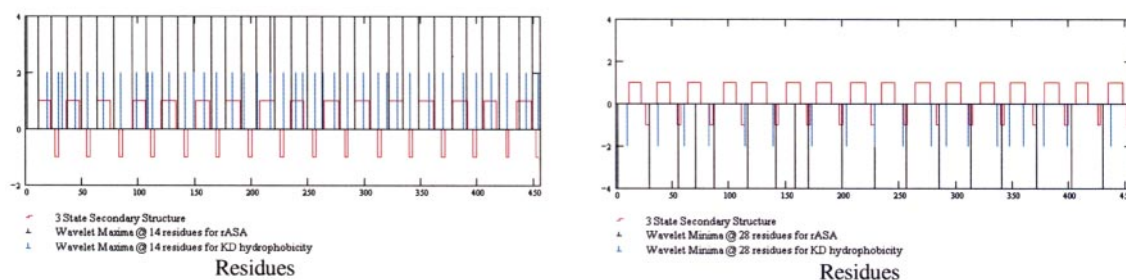 4
2
0
−2
0 50 100 150 200 250 300 350 400 450
3 State Secondary Structure
Wavelet Maxima @ 14 residues for rASA
Wavelet Maxima @ 14 residues for KD hydrophobicity
Residues
4
2
0
−2
−4
0 50 100 150 200 250 300 350 400 450
3 State Secondary Structure
Wavelet Minima @ 28 residues for rASA
Wavelet Minima @ 28 residues for KD hydrophobicity
Residues